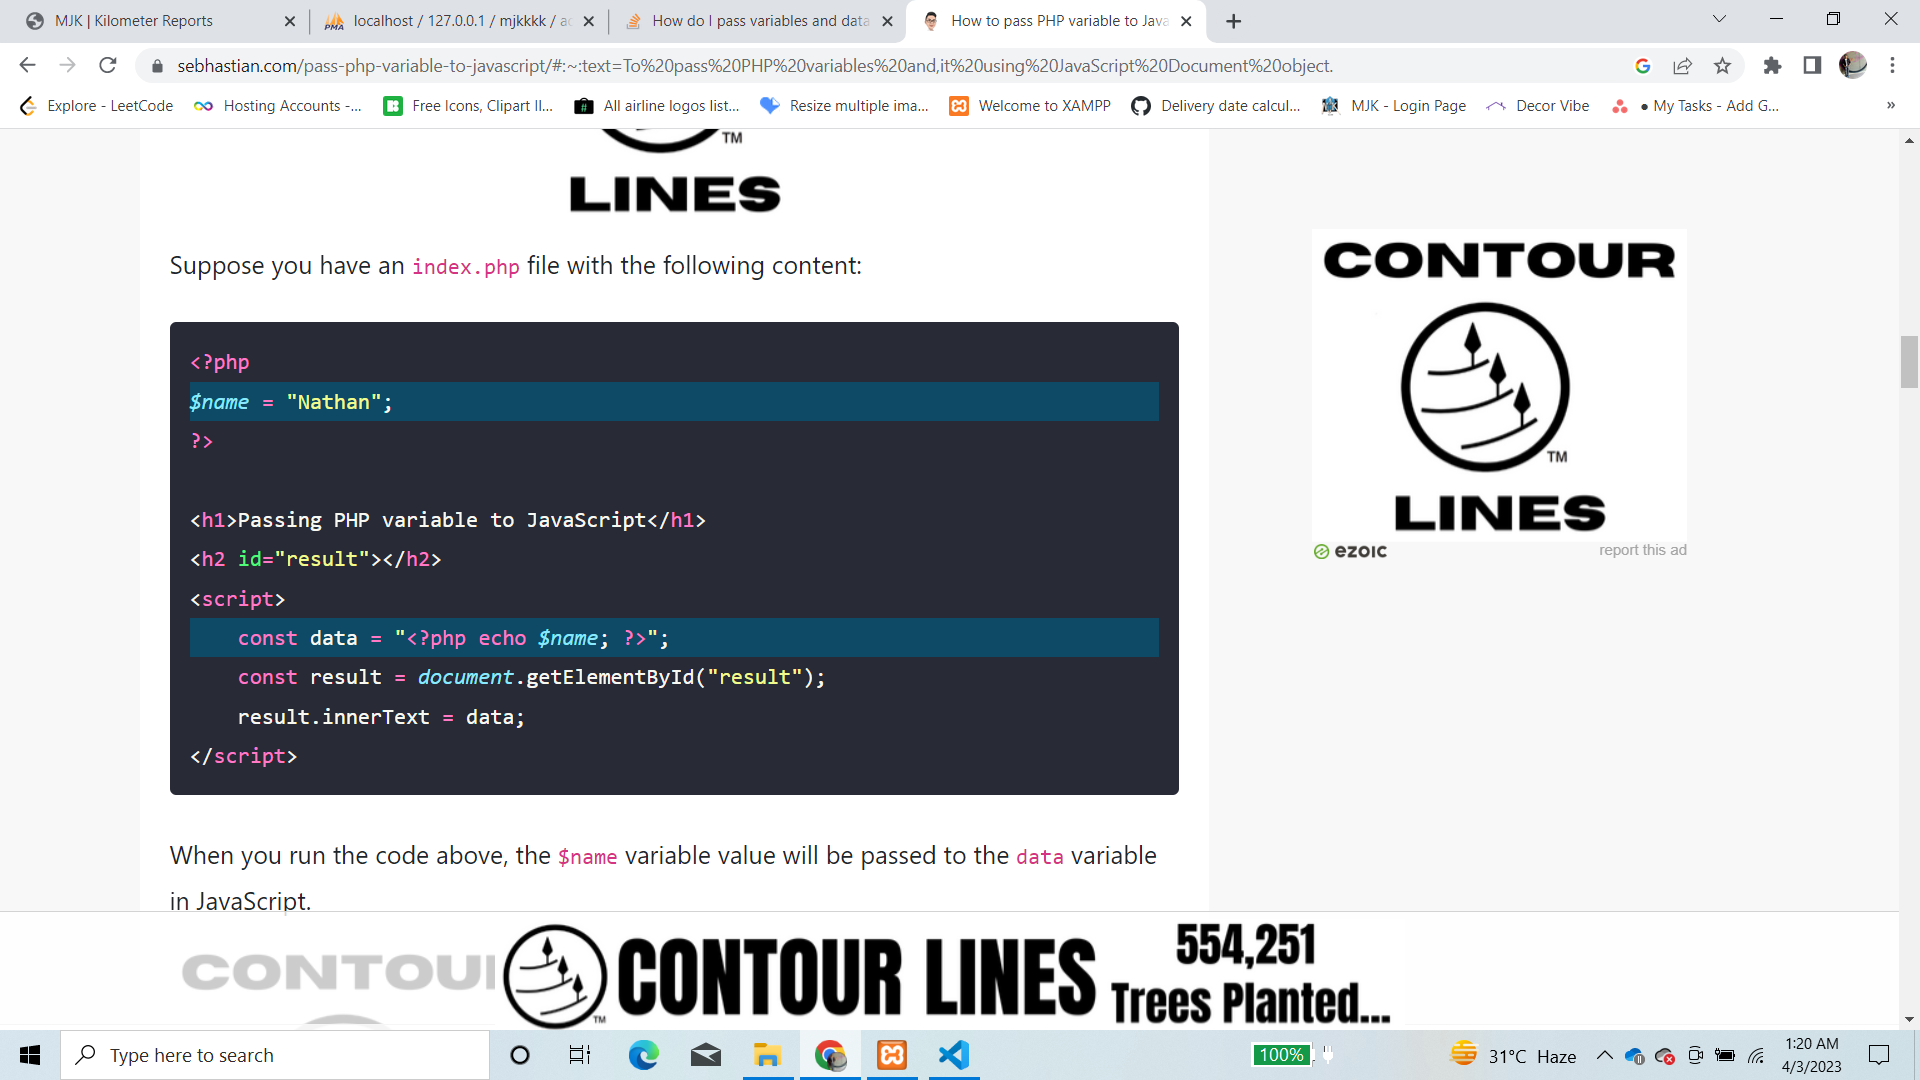 MJK | Kilometer Reports
localhost / 127.0.0.1 / mjkkkk / ac
How do I pass variables and data
How to pass PHP variable to Java
sebhastian.com/pass-php-variable-to-javascript/#:~:text=To%20pass%20PHP%20variables%20and,it%20using%20JavaScript%20Document%20object.
Explore - LeetCode
Hosting Accounts -...
Free Icons, Clipart Il...
All airline logos list...
Resize multiple ima...
Welcome to XAMPP
Delivery date calcul...
MJK - Login Page
Decor Vibe
● My Tasks - Add G...
»
TM
LINES
Suppose you have an index.php file with the following content:
<?php
$name = "Nathan";
?>
<h1>Passing PHP variable to JavaScript</h1>
<h2 id="result"></h2>
<script>
const data = "<?php echo $name; ?>";
const result = document.getElementById("result");
result.innerText = data;
</script>
When you run the code above, the $name variable value will be passed to the data variable
in JavaScript.
CONTOUR
TM
LINES
ezoic
report this ad
CONTOU
TM
CONTOUR LINES
554,251
Trees Planted...
Type here to search
100%
31°C Haze
1:20 AM
4/3/2023